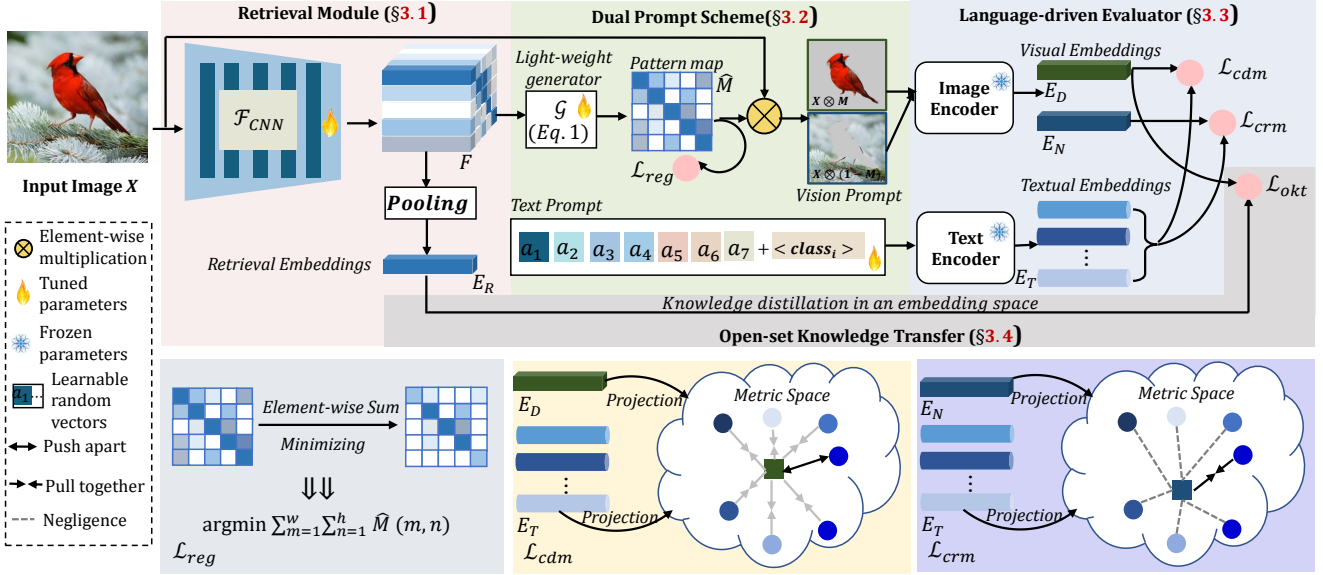 Retrieval Module (§3.1)
Dual Prompt Scheme(§3.2)
Language-driven Evaluator (§3.3)
Input Image X
F_CNN
F
Pooling
Retrieval Embeddings
E_R
Light-weight
generator
G
(Eq. 1)
Pattern map
M̂
L_reg
X ⊗ M
X ⊗ (1 − M)
Vision Prompt
Text Prompt
a_1 a_2 a_3 a_4 a_5 a_6 a_7 + < class_i >
Image
Encoder
Text
Encoder
Visual Embeddings
E_D
E_N
Textual Embeddings
⋮
E_T
L_cdm
L_crm
L_okt
Knowledge distillation in an embedding space
Open-set Knowledge Transfer (§3.4)
Element-wise
multiplication
Tuned
parameters
Frozen
parameters
a_1...
Learnable
random
vectors
Push apart
Pull together
Negligence
Element-wise Sum
Minimizing
⇓⇓
argmin ∑_{m=1}^{w} ∑_{n=1}^{h} M̂ (m, n)
L_reg
E_D
Projection
Metric Space
⋮
E_T
Projection
L_cdm
E_N
Projection
Metric Space
⋮
E_T
Projection
L_crm